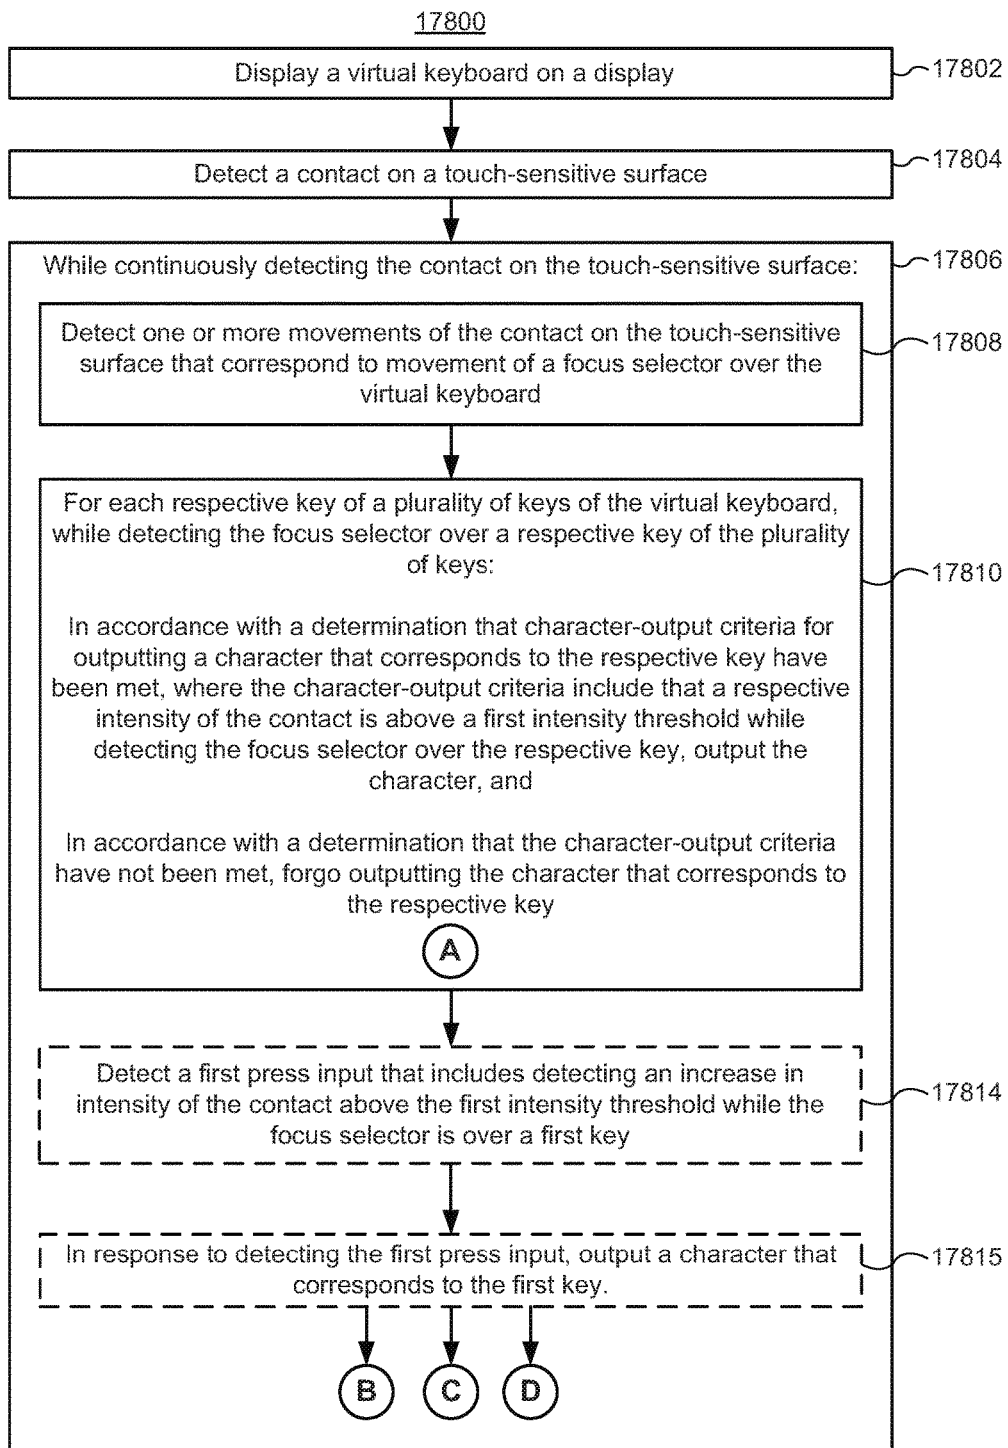 17800
Display a virtual keyboard on a display
17802
Detect a contact on a touch-sensitive surface
17804
While continuously detecting the contact on the touch-sensitive surface:
17806
Detect one or more movements of the contact on the touch-sensitive
surface that correspond to movement of a focus selector over the
virtual keyboard
17808
For each respective key of a plurality of keys of the virtual keyboard,
while detecting the focus selector over a respective key of the plurality
of keys:
17810
In accordance with a determination that character-output criteria for
outputting a character that corresponds to the respective key have
been met, where the character-output criteria include that a respective
intensity of the contact is above a first intensity threshold while
detecting the focus selector over the respective key, output the
character, and
In accordance with a determination that the character-output criteria
have not been met, forgo outputting the character that corresponds to
the respective key
A
Detect a first press input that includes detecting an increase in
intensity of the contact above the first intensity threshold while the
focus selector is over a first key
17814
In response to detecting the first press input, output a character that
corresponds to the first key.
17815
B C D